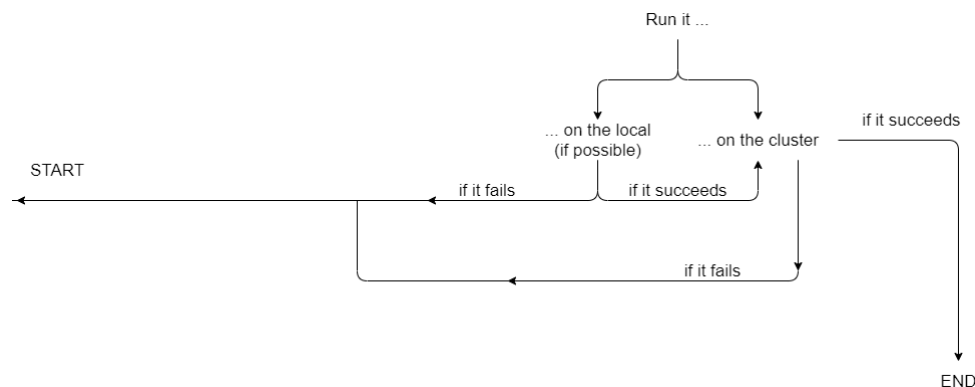 Run it ...
... on the local
(if possible)
... on the cluster
if it succeeds
START
if it fails
if it succeeds
if it fails
END